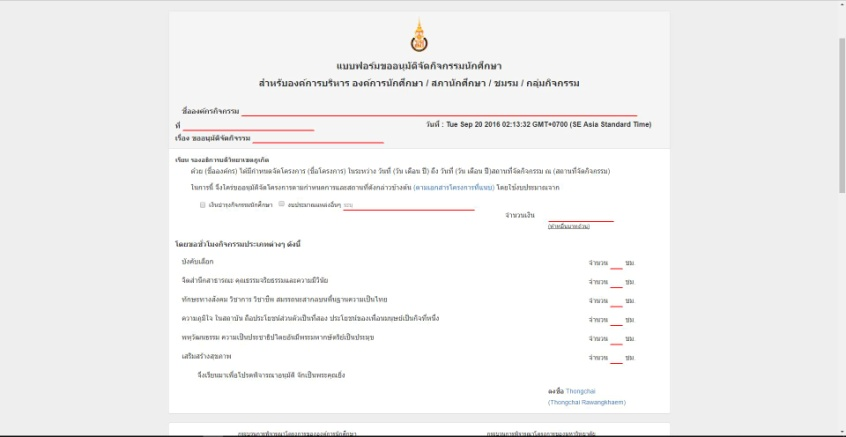 แบบฟอร์มขออนุมัติจัดกิจกรรมนักศึกษา
สำหรับองค์การบริหาร องค์การนักศึกษา / สภานักศึกษา / ชมรม / กลุ่มกิจกรรม
ชื่อองค์กรกิจกรรม
ที่ วันที่ : Tue Sep 20 2016 02:13:32 GMT+0700 (SE Asia Standard Time)
เรื่อง ขออนุมัติจัดกิจกรรม
เรียน รองอธิการบดีวิทยาเขตภูเก็ต
ด้วย (ชื่อองค์กร) ได้กำหนดจัดโครงการ (ชื่อโครงการ) ในระหว่าง วันที่ (วัน เดือน ปี) ถึง วันที่ (วัน เดือน ปี)สถานที่จัดกิจกรรม ณ (สถานที่จัดกิจกรรม)
ในการนี้ จึงใคร่ขออนุมัติจัดโครงการตามกำหนดการและสถานที่ดังกล่าวข้างต้น (ตามเอกสารโครงการที่แนบ) โดยใช้งบประมาณจาก
เงินบำรุงกิจกรรมนักศึกษา งบประมาณแหล่งอื่นๆ ระบุ
จำนวนเงิน
โดยขอชั่วโมงกิจกรรมประเภทต่างๆ ดังนี้
บังคับเลือก จำนวน ชม
จิตสำนึกสาธารณะ คุณธรรมจริยธรรมและความมีวินัย จำนวน ชม
ทักษะทางสังคม วิชาการ วิชาชีพ สมรรถนะสากลบนพื้นฐานความเป็นไทย จำนวน ชม
ความภูมิใจ ในสถาบัน ถือประโยชน์ส่วนตัวเป็นที่สอง ประโยชน์ของเพื่อนมนุษย์เป็นกิจที่หนึ่ง จำนวน ชม
พหุวัฒนธรรม ความเป็นประชาธิปไตยอันมีพระมหากษัตริย์เป็นประมุข จำนวน ชม
เสริมสร้างสุขภาพ จำนวน ชม
จึงเรียนมาเพื่อโปรดพิจารณาอนุมัติ จักเป็นพระคุณยิ่ง
ลงชื่อ Thongchai
(Thongchai Rawangkhaem)